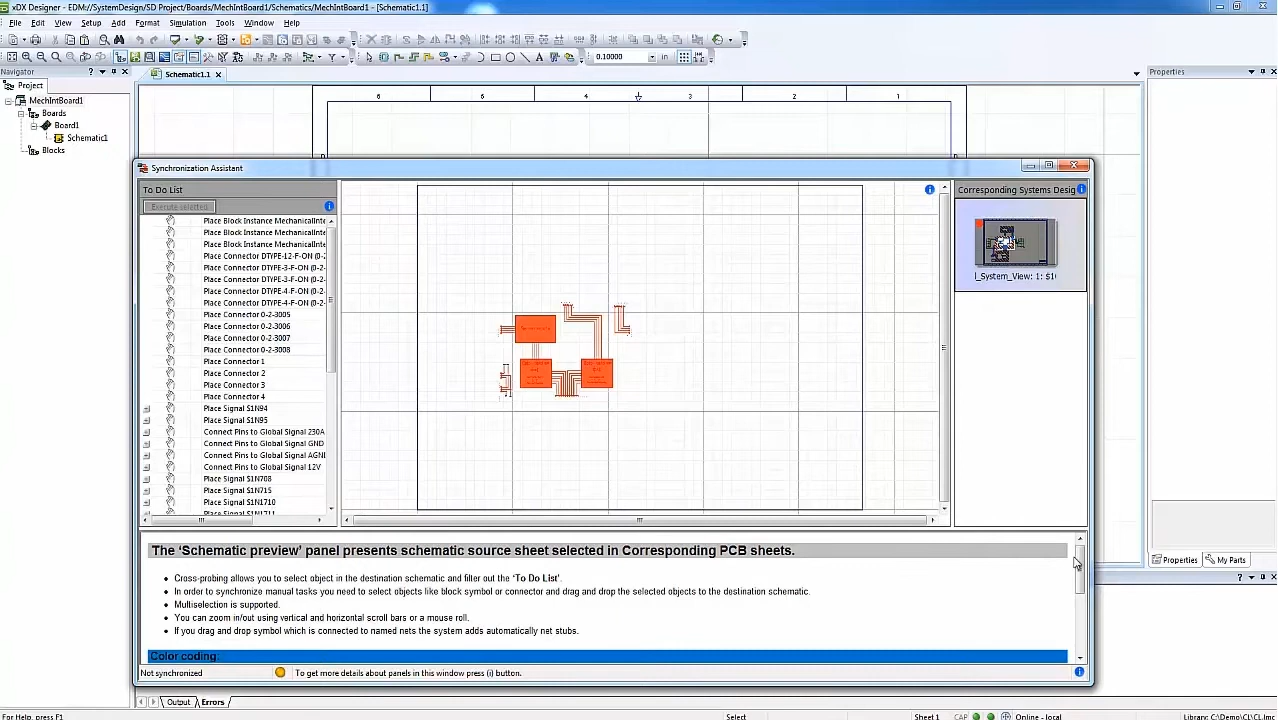 xDX Designer - EDM://SystemDesign/SD Project/Boards/MechIntBoard1/Schematics/MechIntBoard1 - [Schematic1.1]
File Edit View Setup Add Format Simulation Tools Window Help
0.10000 in
Navigator
Schematic1.1
Properties
Project
MechIntBoard1
Boards
Board1
Schematic1
Blocks
6 5 4 3 2 1
Synchronization Assistant
To Do List
Corresponding Systems Desig
Execute selected
Place Block Instance MechanicalInte
Place Block Instance MechanicalInte
Place Block Instance MechanicalInte
Place Connector DTYPE-12-F-ON (0-
Place Connector DTYPE-3-F-ON (0-2
Place Connector DTYPE-3-F-ON (0-2
Place Connector DTYPE-4-F-ON (0-2
Place Connector DTYPE-4-F-ON (0-2
Place Connector 0-2-3005
Place Connector 0-2-3006
Place Connector 0-2-3007
Place Connector 0-2-3008
Place Connector 1
Place Connector 2
Place Connector 3
Place Connector 4
Place Signal S1N94
Place Signal S1N95
Connect Pins to Global Signal 230A
Connect Pins to Global Signal GND
Connect Pins to Global Signal AGNI
Connect Pins to Global Signal 12V
Place Signal S1N708
Place Signal S1N715
Place Signal S1N1710
Place Signal S1N1711
l_System_View: 1: $1
The 'Schematic preview' panel presents schematic source sheet selected in Corresponding PCB sheets.
Cross-probing allows you to select object in the destination schematic and filter out the 'To Do List'.
In order to synchronize manual tasks you need to select objects like block symbol or connector and drag and drop the selected objects to the destination schematic.
Multiselection is supported.
You can zoom in/out using vertical and horizontal scroll bars or a mouse roll.
If you drag and drop symbol which is connected to named nets the system adds automatically net stubs.
Color coding:
Not synchronized
To get more details about panels in this window press (i) button.
Properties My Parts
Output Errors
For Help, press F1
Select
Sheet 1
CAP
Online - local
Library: C:\Demo\CL\CL